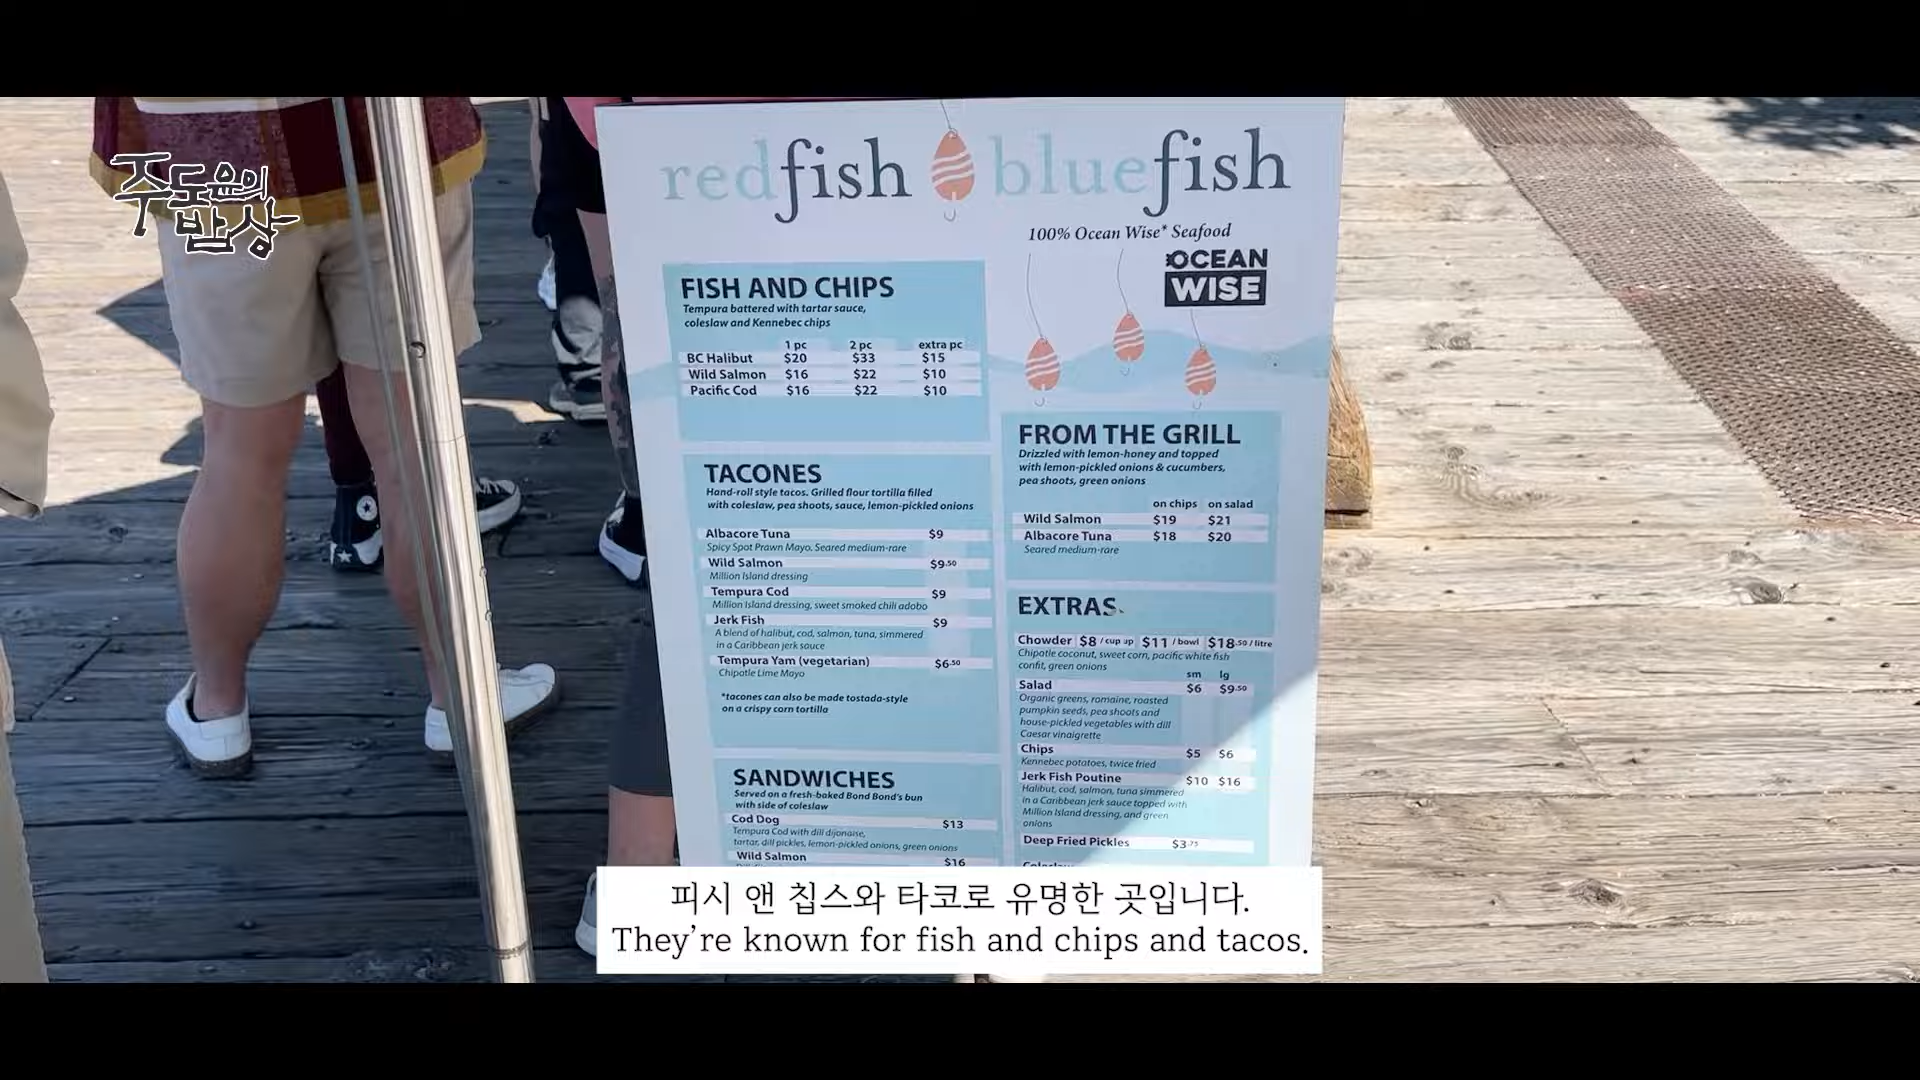 주도윤의
밥상
redfish bluefish
100% Ocean Wise* Seafood
OCEAN
WISE
FISH AND CHIPS
Tempura battered with tartar sauce,
coleslaw and Kennebec chips
1 pc 2 pc extra pc
BC Halibut $20 $33 $15
Wild Salmon $16 $22 $10
Pacific Cod $16 $22 $10
TACONES
Hand-roll style tacos. Grilled flour tortilla filled
with coleslaw, pea shoots, sauce, lemon-pickled onions
Albacore Tuna $9
Spicy Spot Prawn Mayo. Seared medium-rare
Wild Salmon $9.50
Million Island dressing
Tempura Cod $9
Million Island dressing, sweet smoked chili adobo
Jerk Fish $9
A blend of halibut, cod, salmon, tuna, simmered
in a Caribbean jerk sauce
Tempura Yam (vegetarian) $6.50
Chipotle Lime Mayo
*tacones can also be made tostada-style
on a crispy corn tortilla
SANDWICHES
Served on a fresh-baked Bond Bond's bun
with side of coleslaw
Cod Dog $13
Tempura Cod with dill dijonaise,
tartar, dill pickles, lemon-pickled onions, green onions
Wild Salmon $16
FROM THE GRILL
Drizzled with lemon-honey and topped
with lemon-pickled onions & cucumbers,
pea shoots, green onions
on chips on salad
Wild Salmon $19 $21
Albacore Tuna $18 $20
Seared medium-rare
EXTRAS
Chowder $8 / cup $11 / bowl $18.50 / litre
Chipotle coconut, sweet corn, pacific white fish
confit, green onions
sm lg
Salad $6 $9.50
Organic greens, romaine, roasted
pumpkin seeds, pea shoots and
house-pickled vegetables with dill
Caesar vinaigrette
Chips $5 $6
Kennebec potatoes, twice fried
Jerk Fish Poutine $10 $16
Halibut, cod, salmon, tuna simmered
in a Caribbean jerk sauce topped with
Million Island dressing, and green
onions
Deep Fried Pickles $3.75
피시 앤 칩스와 타코로 유명한 곳입니다.
They're known for fish and chips and tacos.